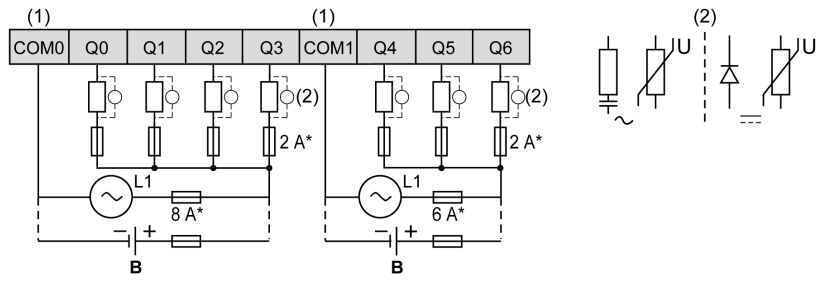 (1) (1) (2)
COM0 Q0 Q1 Q2 Q3 COM1 Q4 Q5 Q6
U U
(2) (2)
2 A* 2 A*
L1 L1
8 A* 6 A*
− + − +
B B